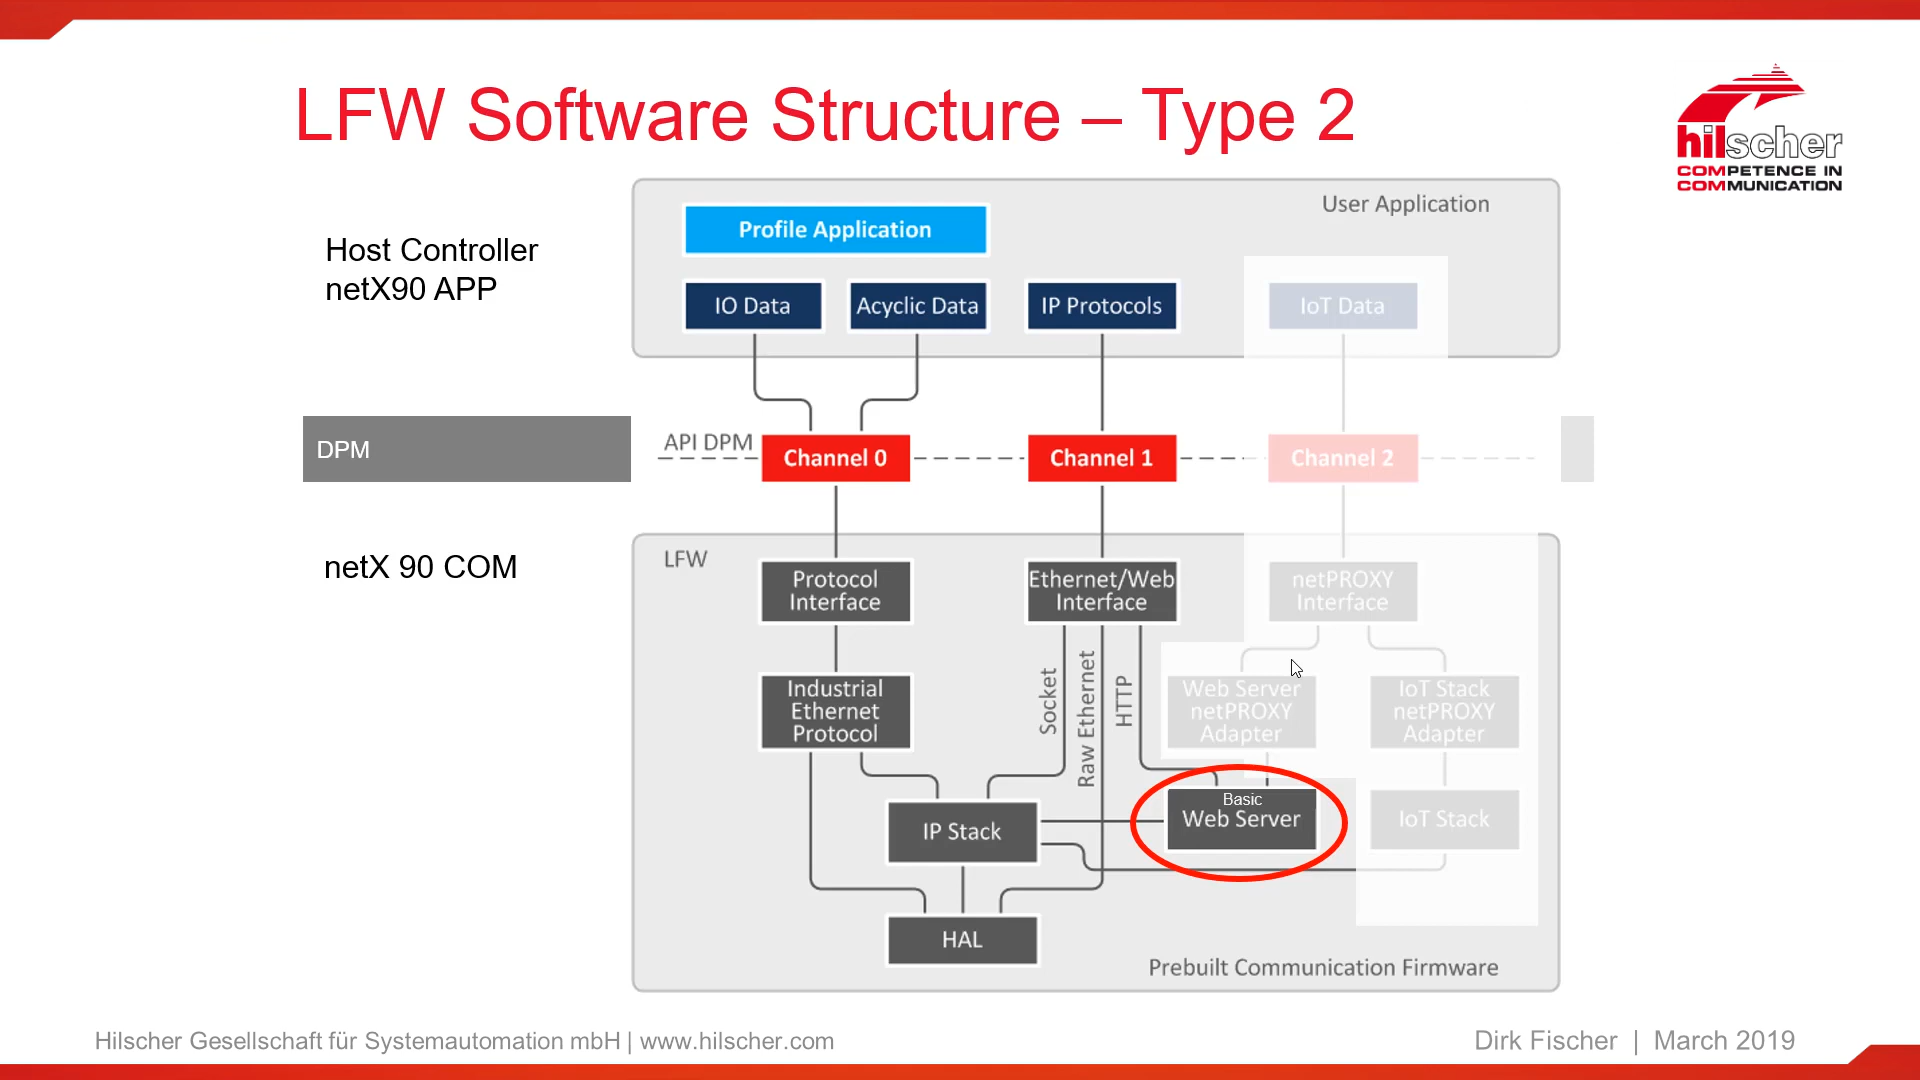 LFW Software Structure – Type 2
hilscher
COMPETENCE IN
COMMUNICATION
User Application
Profile Application
Host Controller
netX90 APP
IO Data
Acyclic Data
IP Protocols
IoT Data
DPM
API DPM
Channel 0
Channel 1
Channel 2
netX 90 COM
LFW
Protocol
Interface
Ethernet/Web
Interface
netPROXY
Interface
Industrial
Ethernet
Protocol
Socket
Raw Ethernet
HTTP
Web Server
netPROXY
Adapter
IoT Stack
netPROXY
Adapter
IP Stack
Basic
Web Server
IoT Stack
HAL
Prebuilt Communication Firmware
Hilscher Gesellschaft für Systemautomation mbH | www.hilscher.com
Dirk Fischer | March 2019